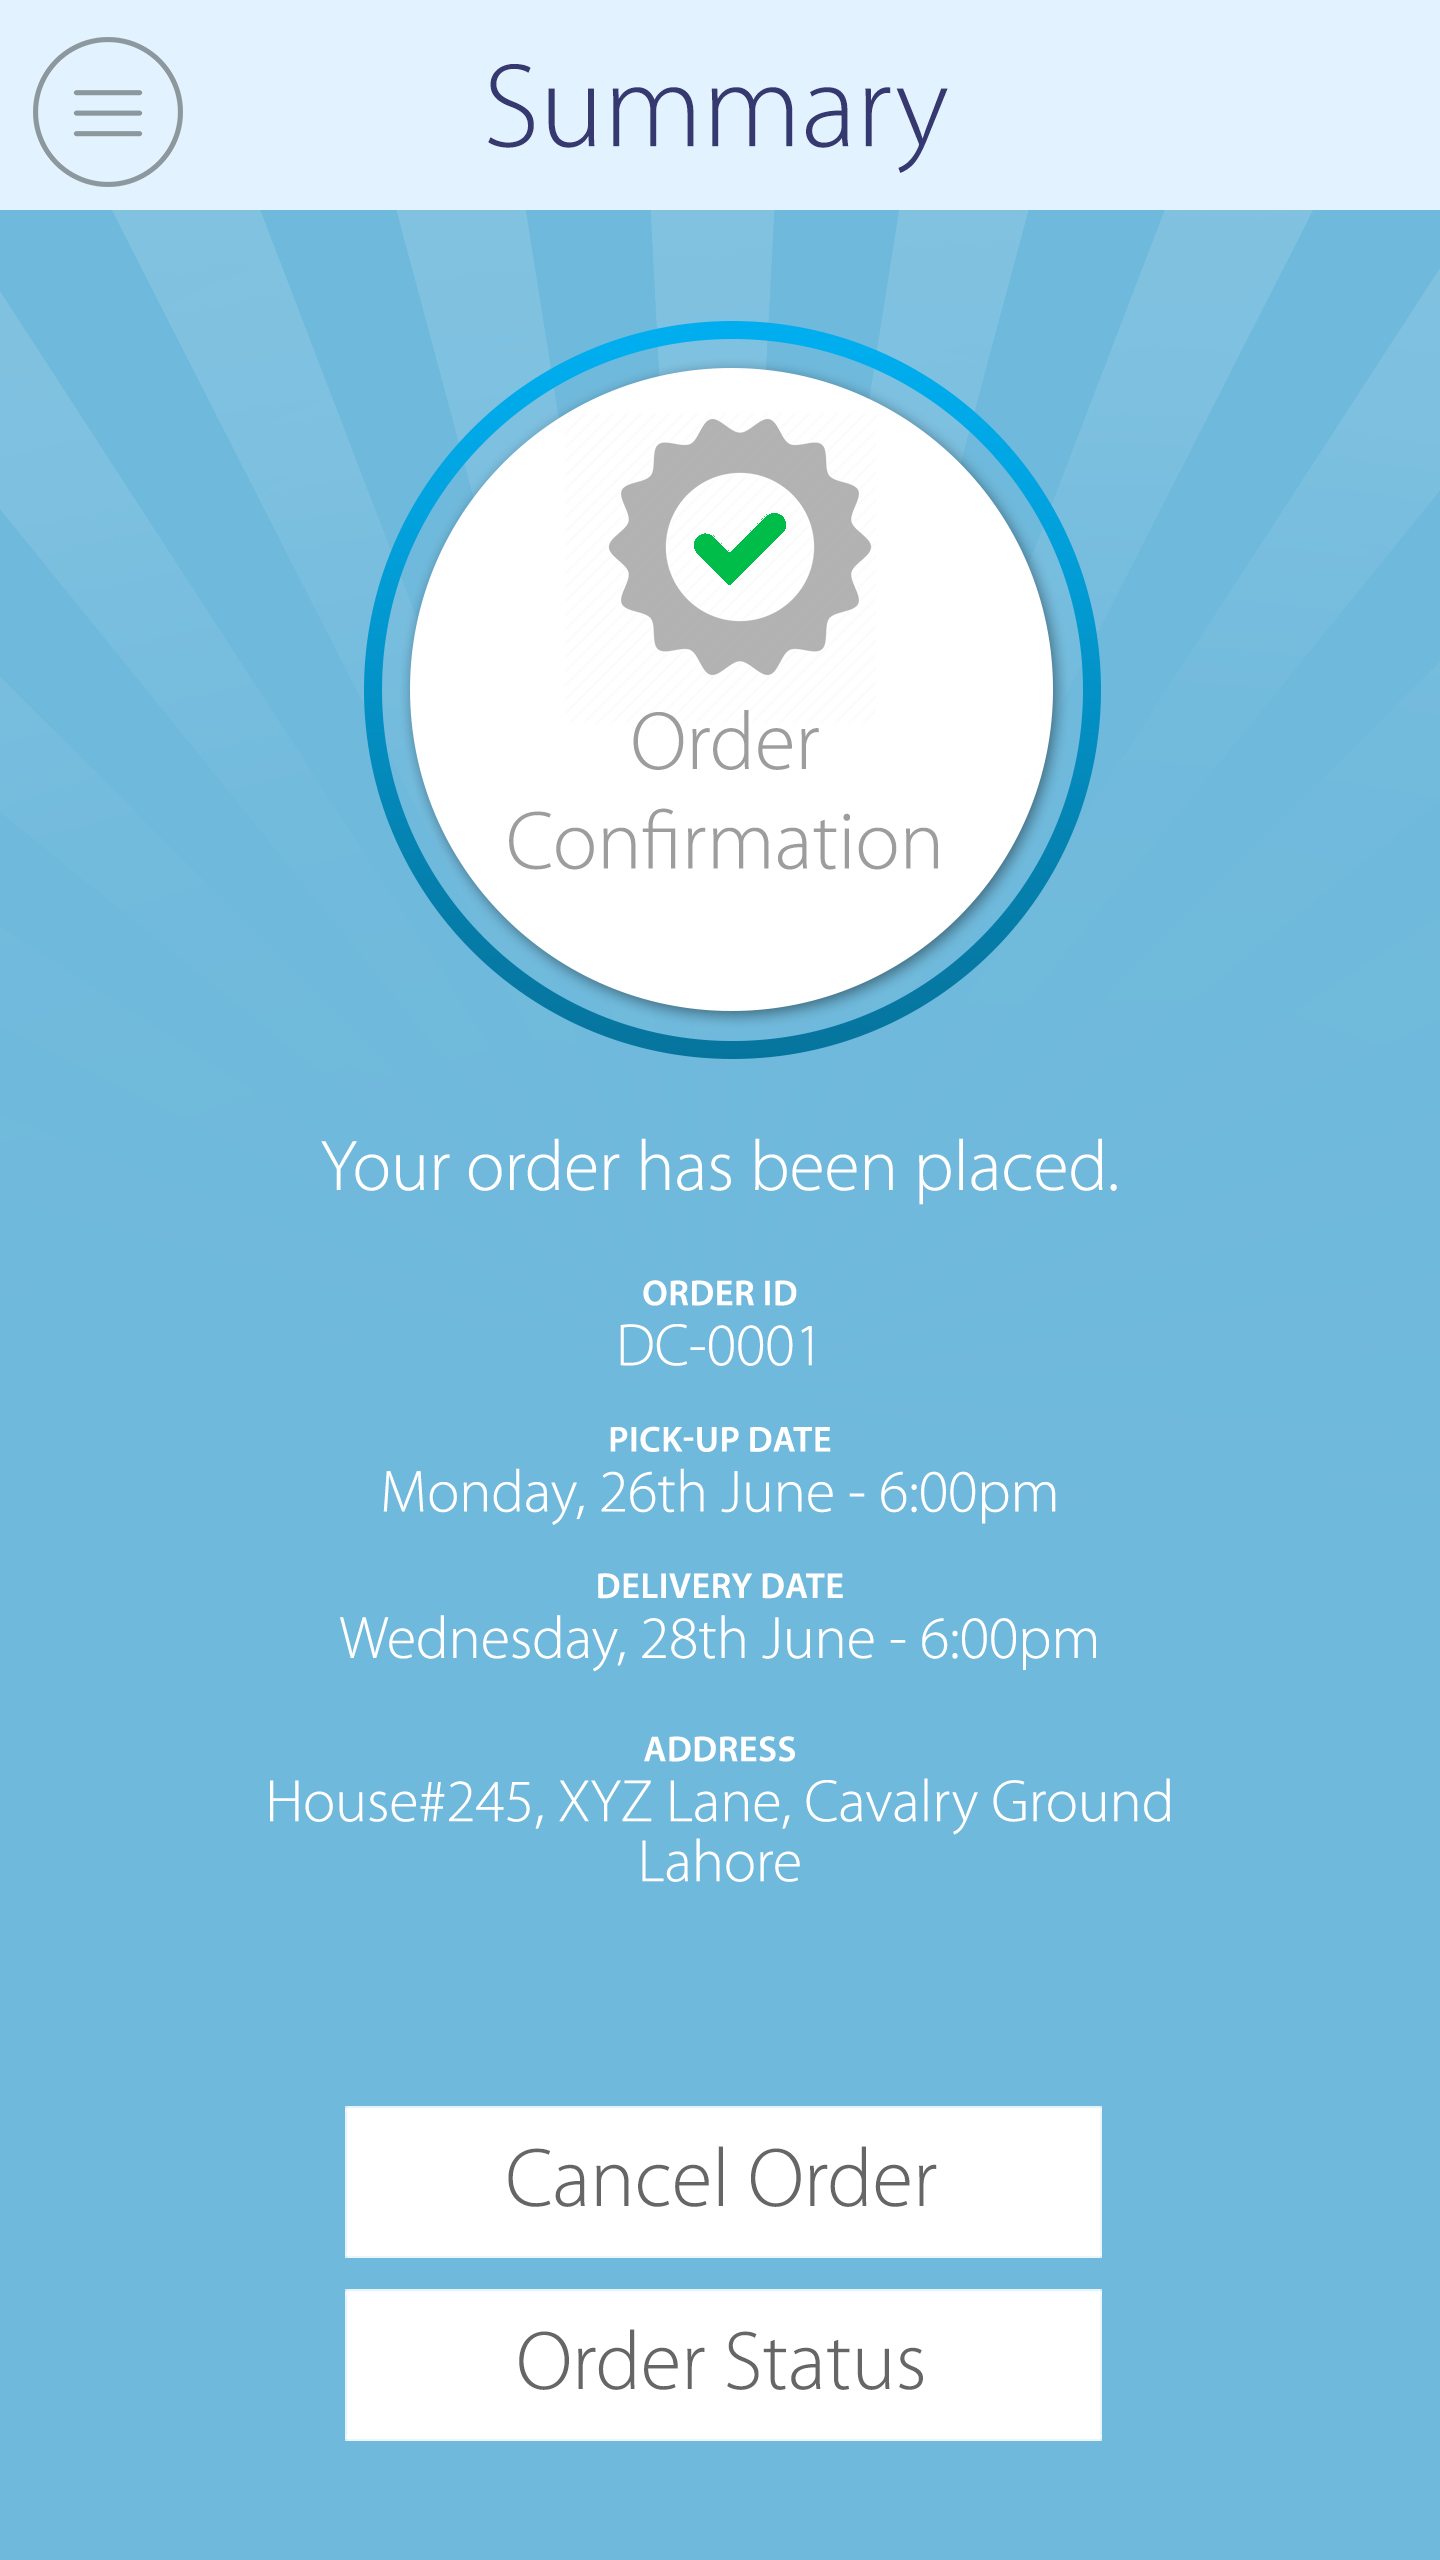 Summary
Order
Confirmation
Your order has been placed.
ORDER ID
DC-0001
PICK-UP DATE
Monday, 26th June - 6:00pm
DELIVERY DATE
Wednesday, 28th June - 6:00pm
ADDRESS
House#245, XYZ Lane, Cavalry Ground
Lahore
Cancel Order
Order Status